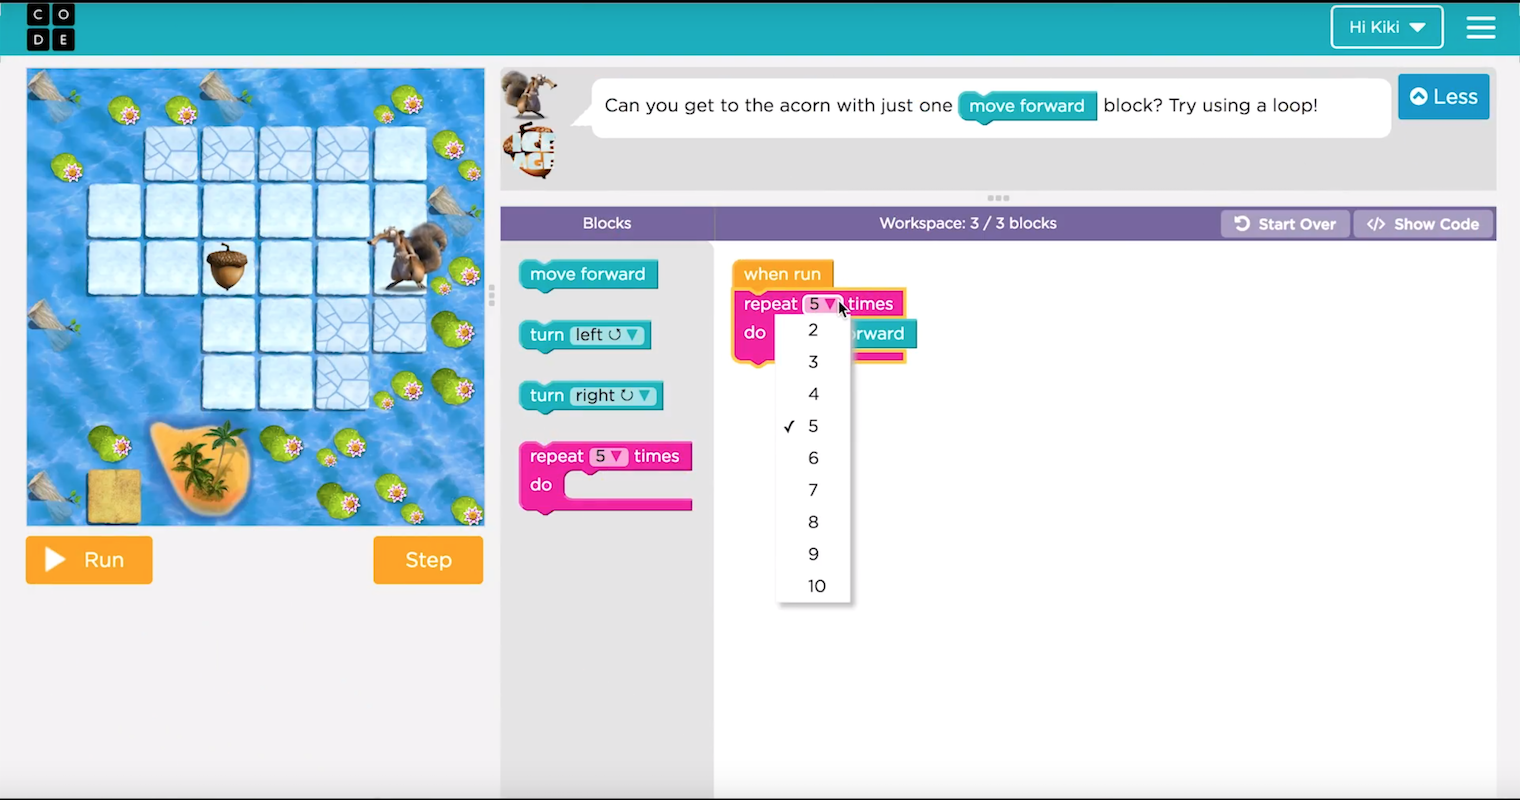 C O
D E
Hi Kiki
Can you get to the acorn with just one move forward block? Try using a loop!
Less
ICE
AGE
Blocks
Workspace: 3 / 3 blocks
Start Over
</> Show Code
move forward
turn left
turn right
repeat 5 times
do
when run
repeat 5 times
do rward
2
3
4
✓ 5
6
7
8
9
10
Run
Step